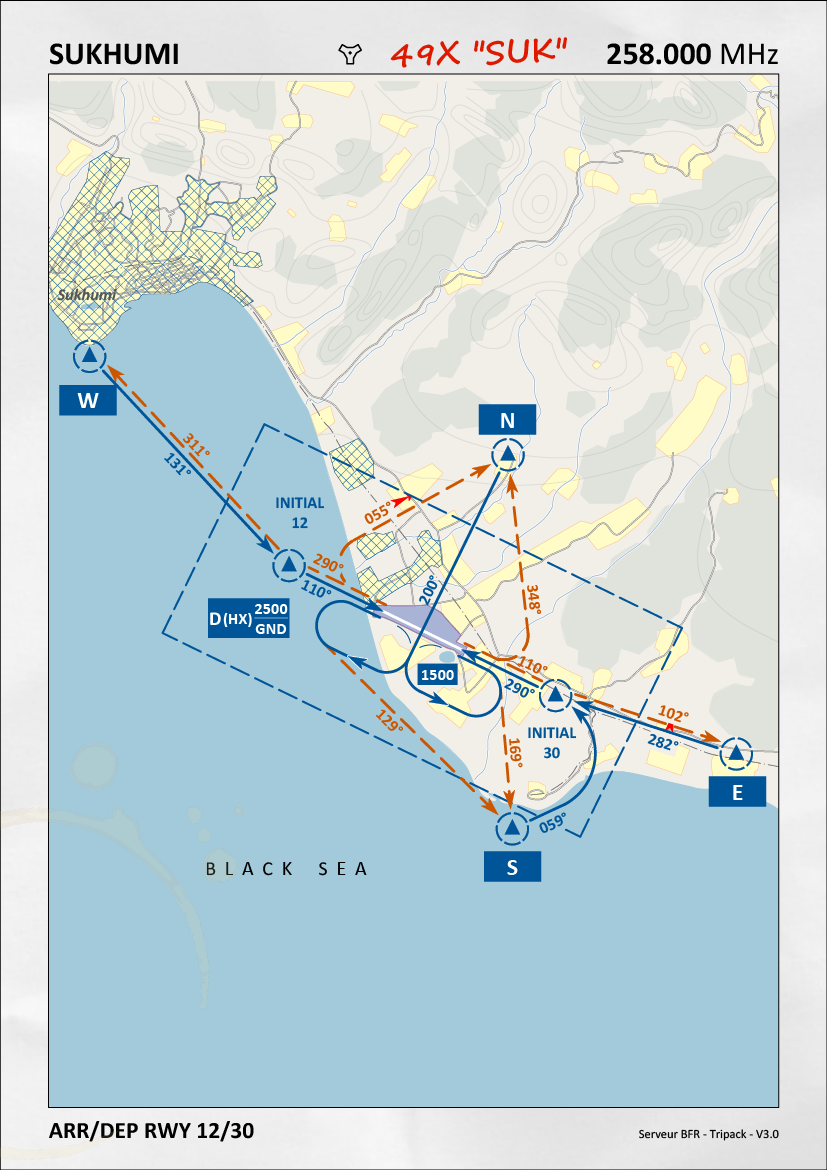 SUKHUMI
49X "SUK"
258.000 MHz
Sukhumi
W
N
311°
131°
INITIAL
12
055°
290°
110°
200°
348°
D(HX) 2500
GND
1500
110°
290°
129°
INITIAL
30
169°
102°
282°
E
059°
S
BLACK SEA
ARR/DEP RWY 12/30
Serveur BFR - Tripack - V3.0